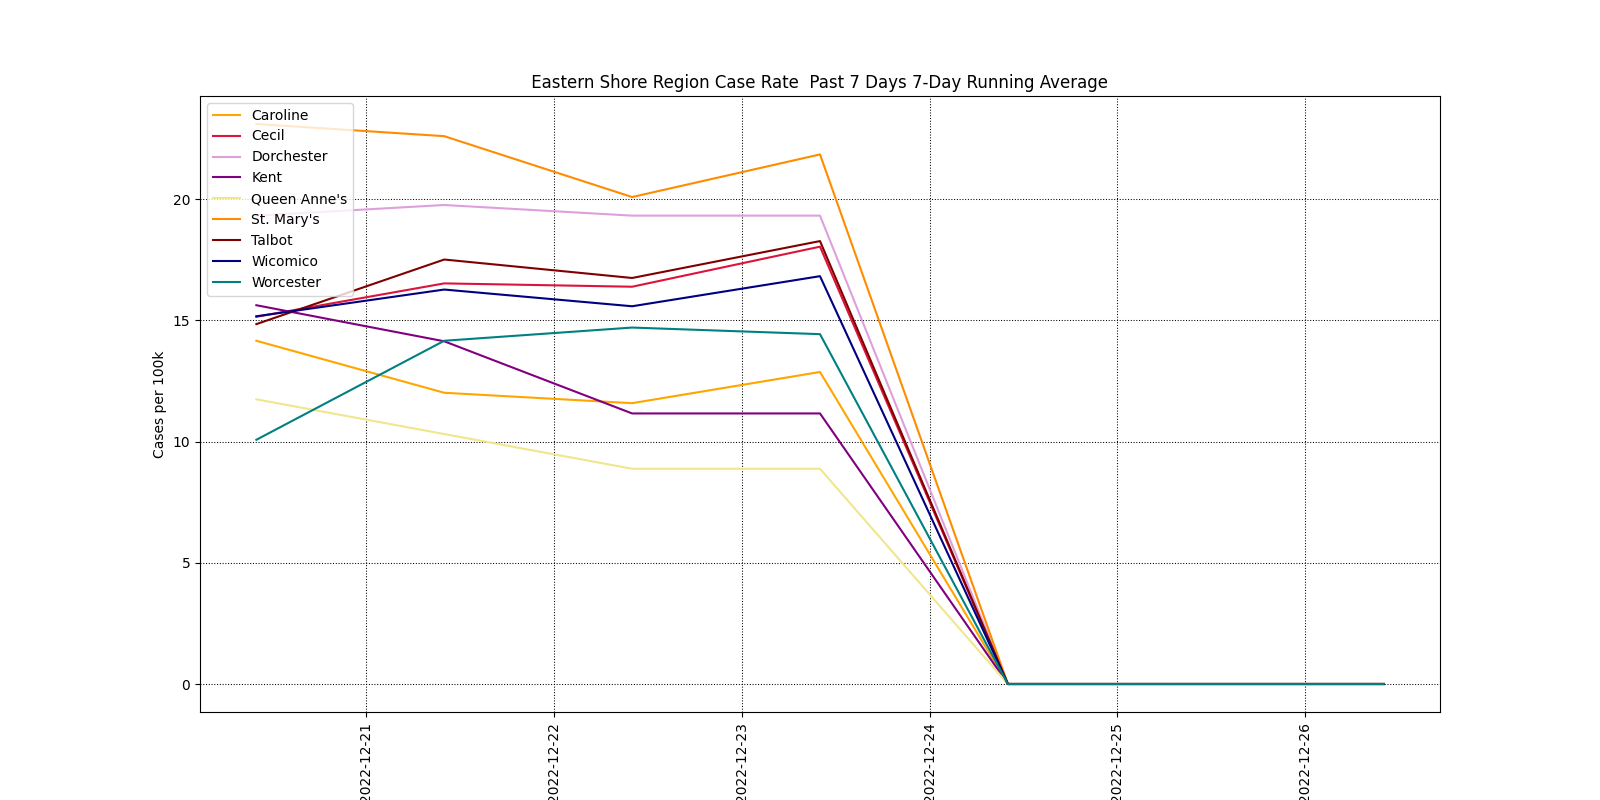 Eastern Shore Region Case Rate  Past 7 Days 7-Day Running Average
Caroline
Cecil
Dorchester
Kent
Queen Anne's
St. Mary's
Talbot
Wicomico
Worcester
Cases per 100k
20
15
10
5
0
2022-12-21
2022-12-22
2022-12-23
2022-12-24
2022-12-25
2022-12-26